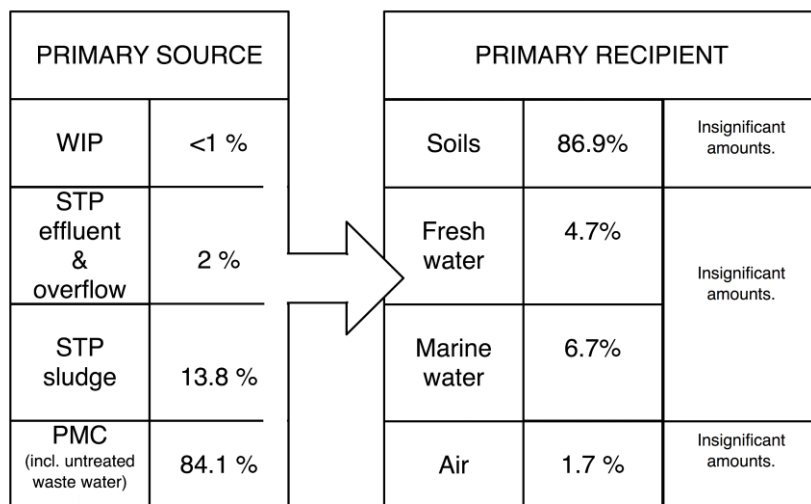 PRIMARY SOURCE
WIP
<1 %
STP
effluent
&
overflow
2 %
STP
sludge
13.8 %
PMC
(incl. untreated
waste water)
84.1 %
PRIMARY RECIPIENT
Soils
86.9%
Insignificant
amounts.
Fresh
water
4.7%
Insignificant
amounts.
Marine
water
6.7%
Air
1.7 %
Insignificant
amounts.